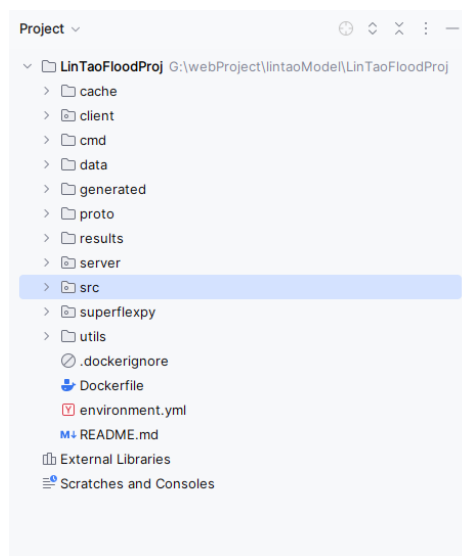 Project
LinTaoFloodProj G:\webProject\lintaoModel\LinTaoFloodProj
cache
client
cmd
data
generated
proto
results
server
src
superflexpy
utils
.dockerignore
Dockerfile
Y environment.yml
M↓ README.md
External Libraries
Scratches and Consoles